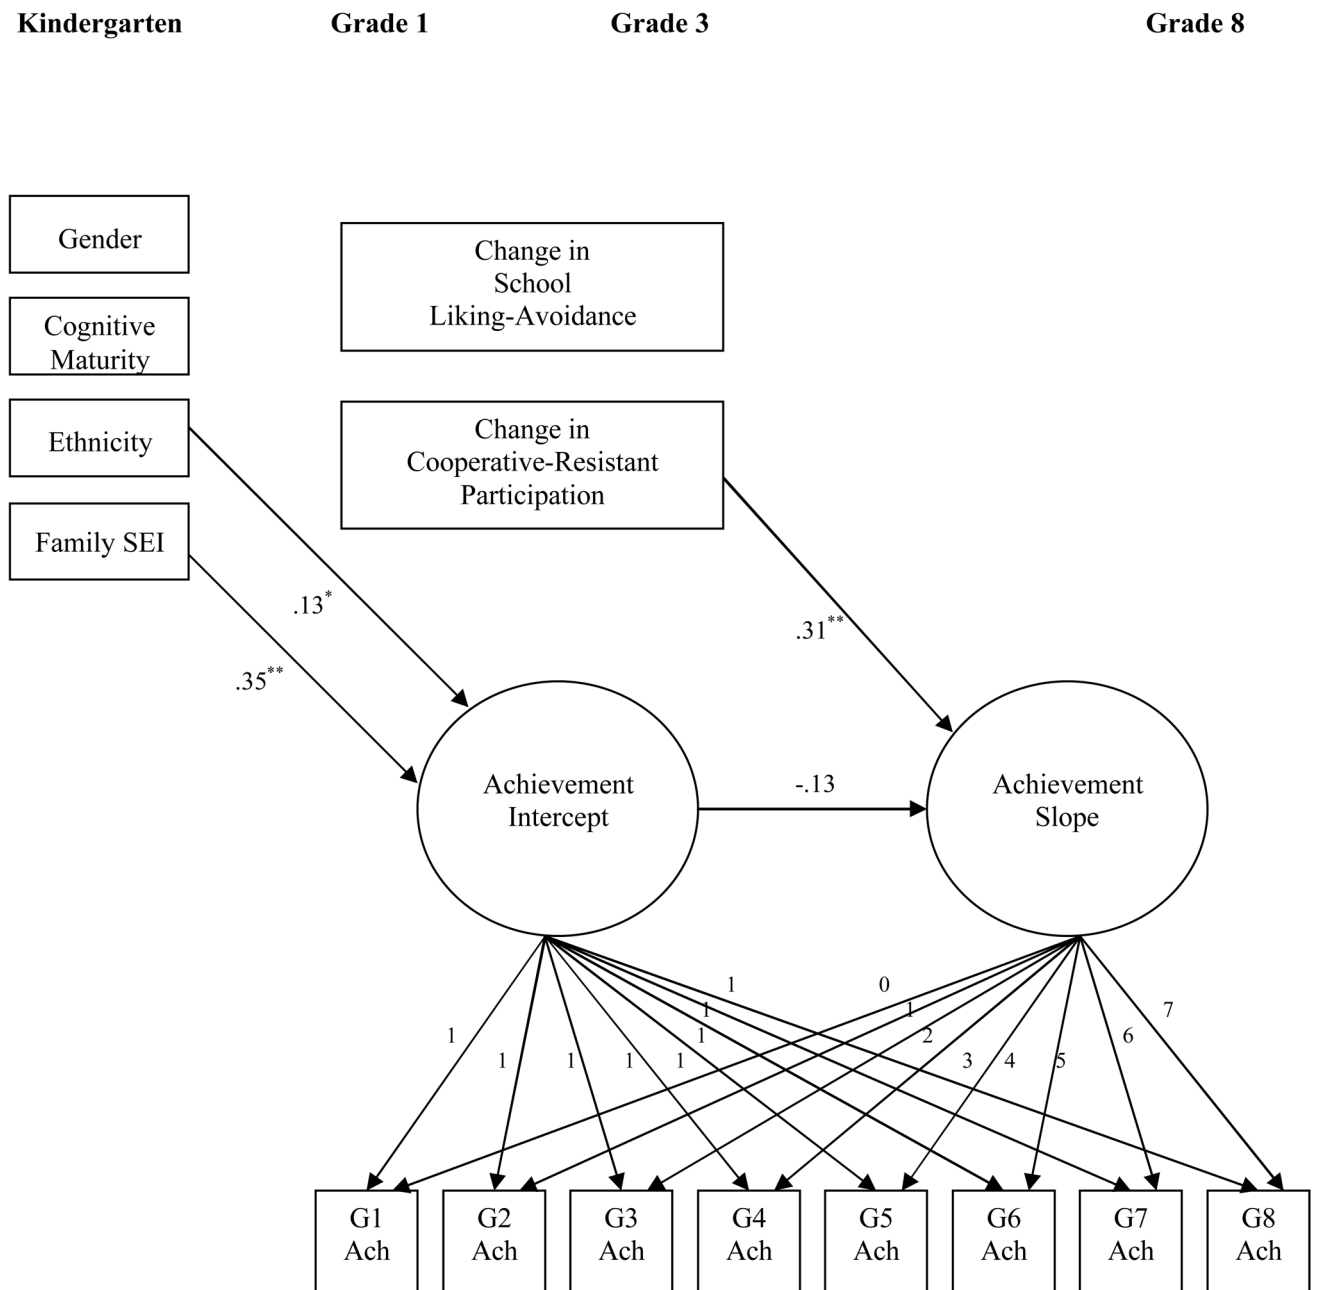 Kindergarten Grade 1 Grade 3 Grade 8
Gender
Cognitive
Maturity
Ethnicity
Family SEI
Change in
School
Liking-Avoidance
Change in
Cooperative-Resistant
Participation
.13*
.35**
.31**
Achievement
Intercept
-.13
Achievement
Slope
1 0
1 1 7
1 1 2 6
1 1 1 1 3 4 5
G1
Ach
G2
Ach
G3
Ach
G4
Ach
G5
Ach
G6
Ach
G7
Ach
G8
Ach